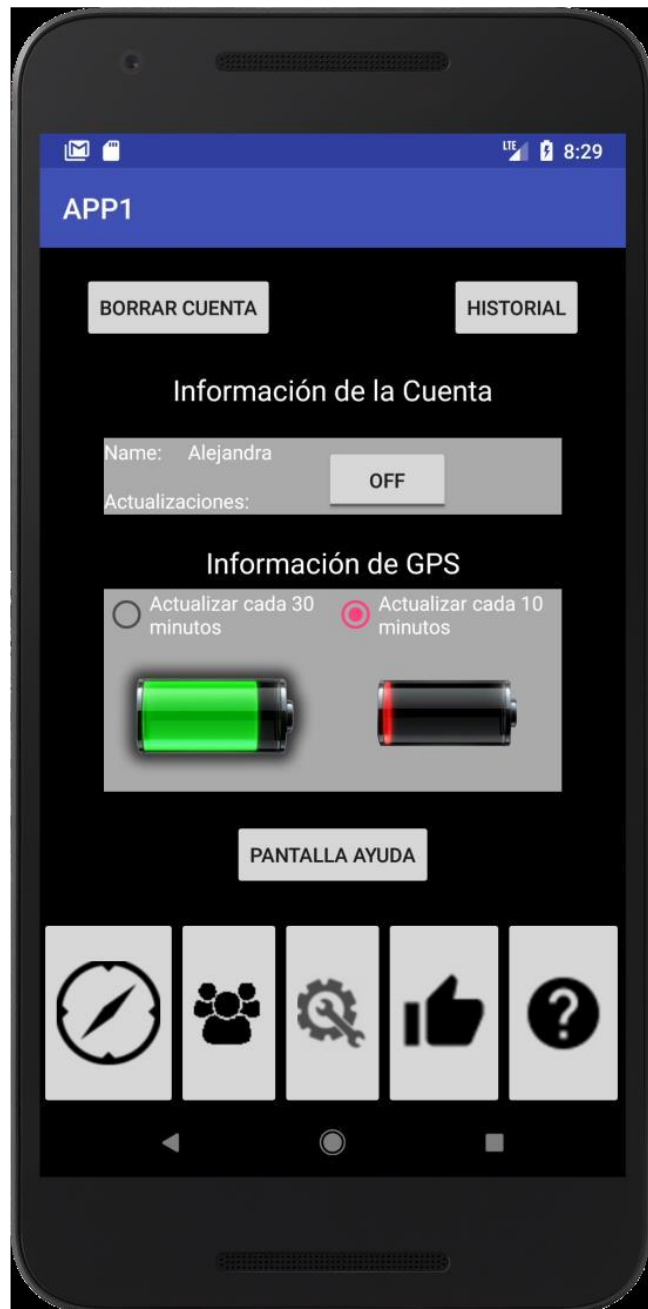 LTE 8:29
APP1
BORRAR CUENTA HISTORIAL
Información de la Cuenta
Name: Alejandra
OFF
Actualizaciones:
Información de GPS
Actualizar cada 30
minutos
Actualizar cada 10
minutos
PANTALLA AYUDA
?